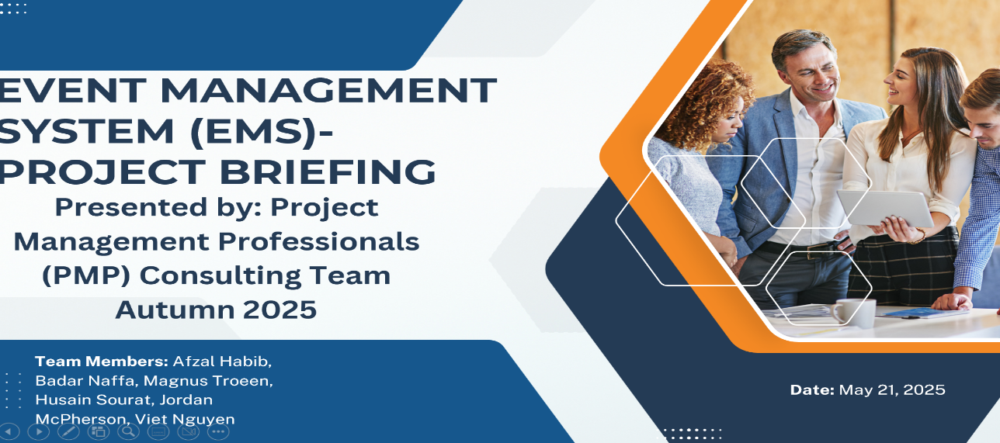 EVENT MANAGEMENT
SYSTEM (EMS)-
PROJECT BRIEFING
Presented by: Project
Management Professionals
(PMP) Consulting Team
Autumn 2025
Team Members: Afzal Habib,
Badar Naffa, Magnus Troeen,
Husain Sourat, Jordan
McPherson, Viet Nguyen
Date: May 21, 2025